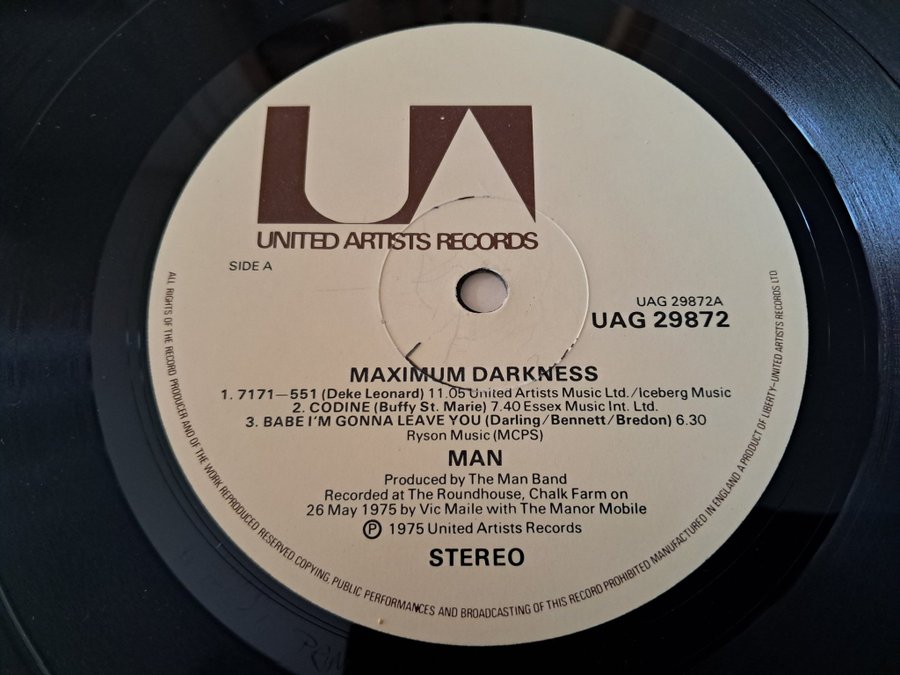 UA
UNITED ARTISTS RECORDS
SIDE A
UAG 29872A
UAG 29872
MAXIMUM DARKNESS
1. 7171—551 (Deke Leonard) 11.05 United Artists Music Ltd./Iceberg Music
2. CODINE (Buffy St. Marie) 7.40 Essex Music Int. Ltd.
3. BABE I'M GONNA LEAVE YOU (Darling/Bennett/Bredon) 6.30
Ryson Music (MCPS)
MAN
Produced by The Man Band
Recorded at The Roundhouse, Chalk Farm on
26 May 1975 by Vic Maile with The Manor Mobile
Ⓟ 1975 United Artists Records
STEREO
ALL RIGHTS OF THE RECORD PRODUCER AND OF THE WORK REPRODUCED RESERVED COPYING, PUBLIC PERFORMANCES AND BROADCASTING OF THIS RECORD PROHIBITED MANUFACTURED IN ENGLAND A PRODUCT OF LIBERTY—UNITED ARTISTS RECORDS LTD.